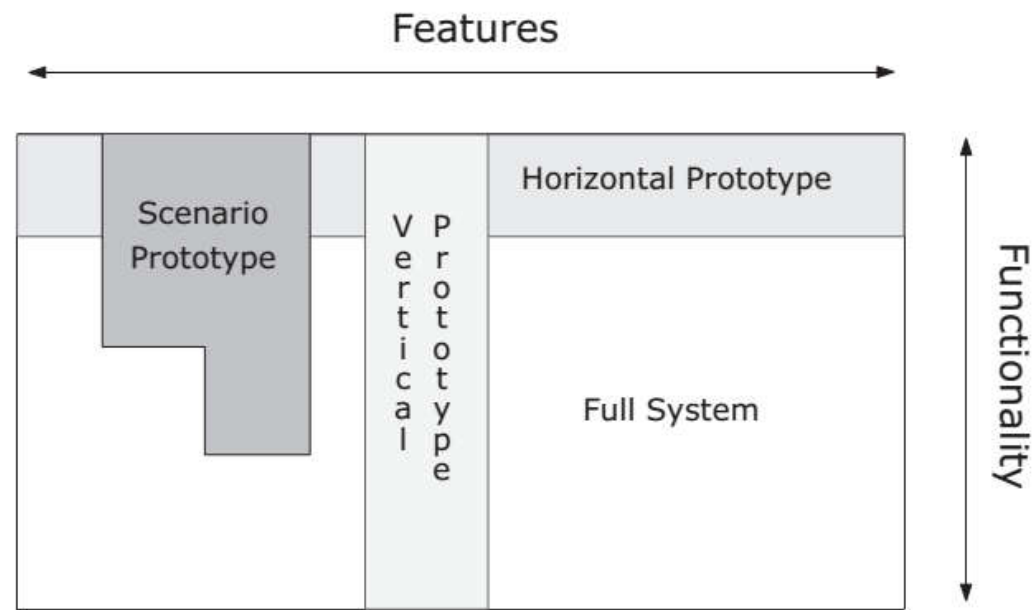 Features
Scenario
Prototype
Vertical
Prototype
Horizontal Prototype
Full System
Functionality